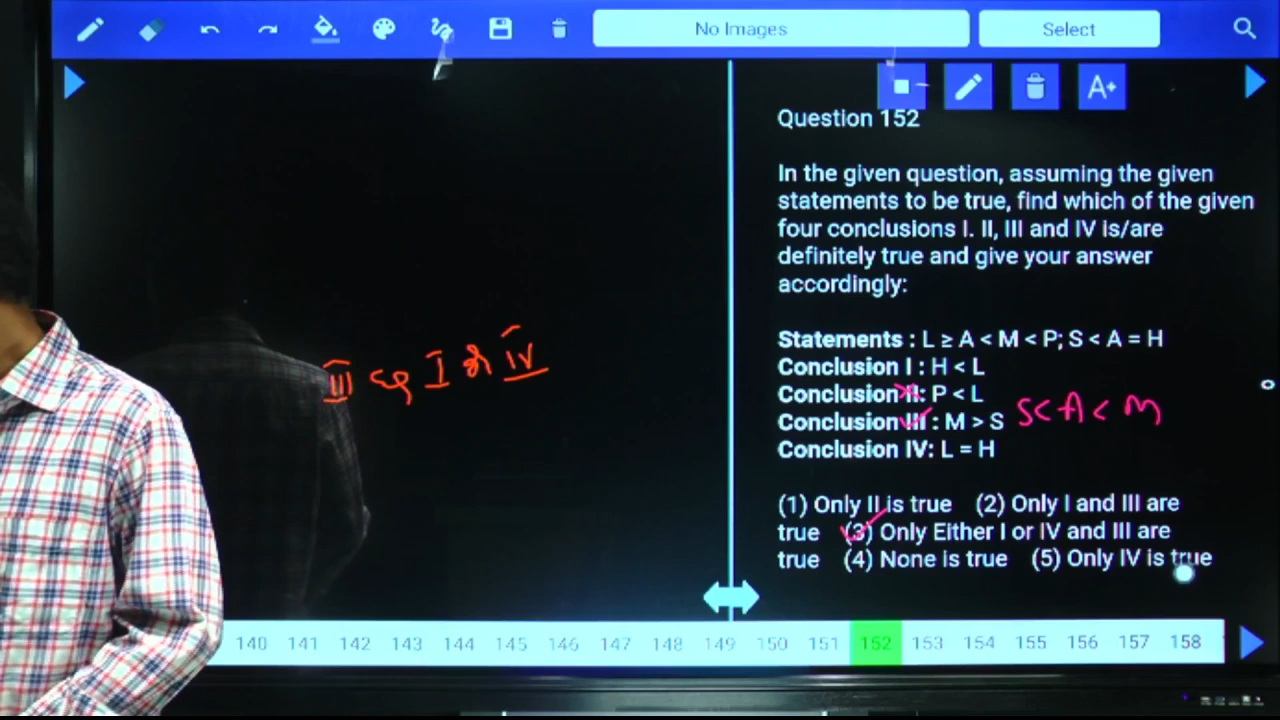 No Images
Select
A+
Question 152
In the given question, assuming the given
statements to be true, find which of the given
four conclusions I. II, III and IV is/are
definitely true and give your answer
accordingly:
Statements : L ≥ A < M < P; S < A = H
Conclusion I : H < L
Conclusion II: P < L
Conclusion III : M > S S < A < M
Conclusion IV: L = H
(1) Only II is true (2) Only I and III are
true (3) Only Either I or IV and III are
true (4) None is true (5) Only IV is true
III I IV
140 141 142 143 144 145 146 147 148 149 150 151 152 153 154 155 156 157 158